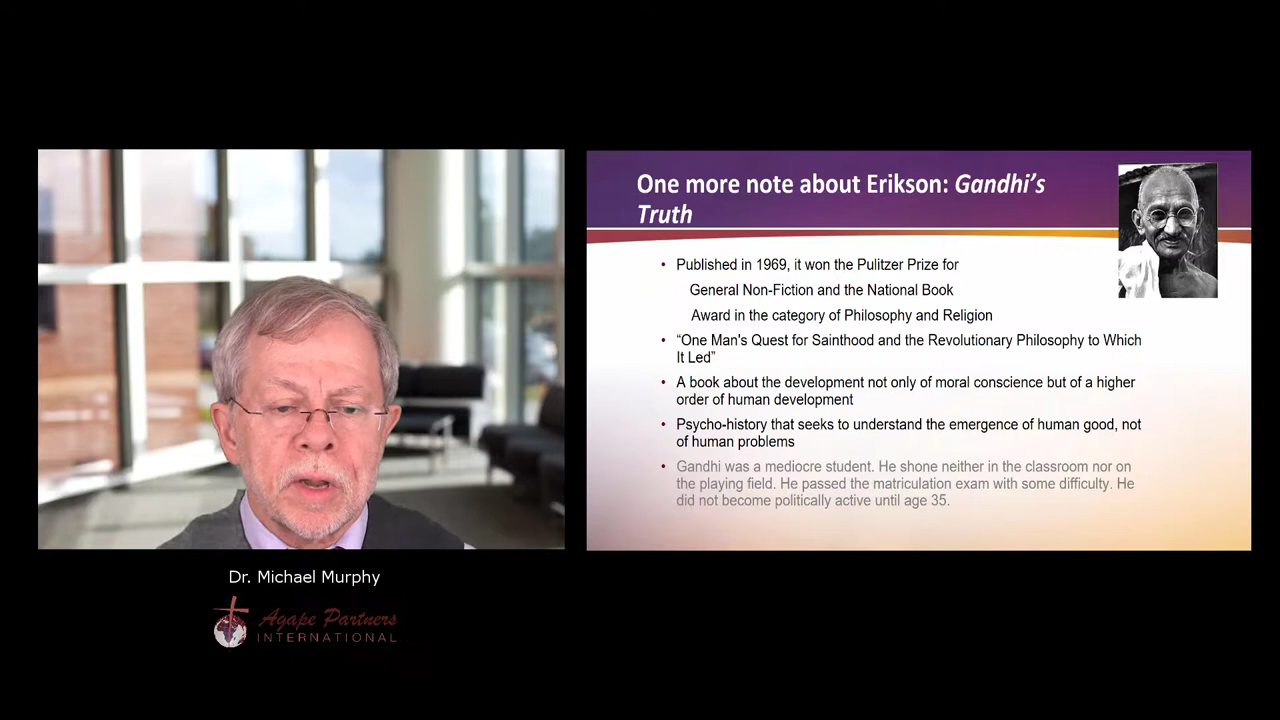 One more note about Erikson: Gandhi's
Truth
• Published in 1969, it won the Pulitzer Prize for
General Non-Fiction and the National Book
Award in the category of Philosophy and Religion
• “One Man's Quest for Sainthood and the Revolutionary Philosophy to Which
It Led”
• A book about the development not only of moral conscience but of a higher
order of human development
• Psycho-history that seeks to understand the emergence of human good, not
of human problems
• Gandhi was a mediocre student. He shone neither in the classroom nor on
the playing field. He passed the matriculation exam with some difficulty. He
did not become politically active until age 35.
Dr. Michael Murphy
Agape Partners
INTERNATIONAL